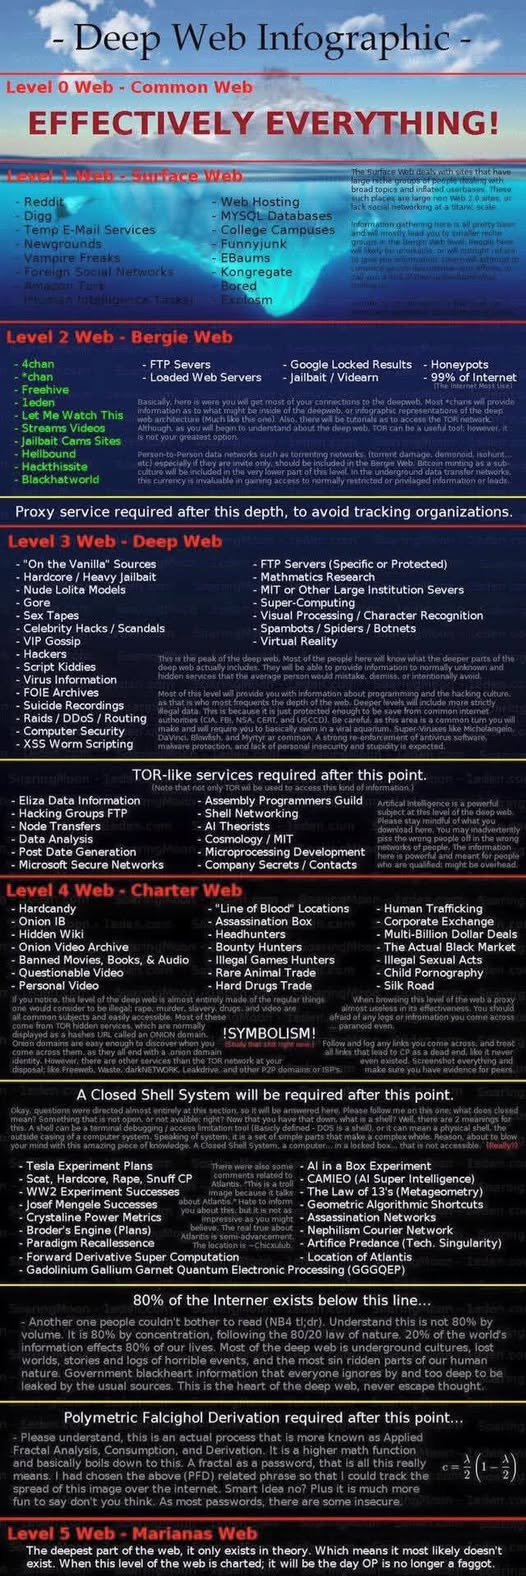 - Deep Web Infographic -
Level 0 Web - Common Web
EFFECTIVELY EVERYTHING!
Level 1 Web - Surface Web
- Reddit
- Digg
- Temp E-Mail Services
- Newgrounds
- Vampire Freaks
- Foreign Social Networks
- Amazon Turk
(Human Intelligence Tasks)
- Web Hosting
- MYSQL Databases
- College Campuses
- Funnyjunk
- EBaums
- Kongregate
- Bored
- Explosm
The Surface Web deals with sites that have
large niche groups of people dealing with
broad topics and inflated userbases. These
such places are large non Web 2.0 sites, or
lack social networking at a titanic scale.
Information gathering here is all pretty basic
and will mostly lead you to smaller niche
groups in the Bergie Web level. People here
Level 2 Web - Bergie Web
- 4chan
- *chan
- Freehive
- 1eden
- Let Me Watch This
- Streams Videos
- Jailbait Cams Sites
- Hellbound
- Hackthissite
- Blackhatworld
- FTP Severs
- Loaded Web Servers
- Google Locked Results
- Jailbait / Videarn
- Honeypots
- 99% of Internet
(The Internet Most Use)
Basically, here is were you will get most of your connections to the deepweb. Most *chans will provide
information as to what might be inside of the deepweb, or infographic representations of the deep
web architecture (Much like the one). Also, there will be tutorials as to access the TOR network.
Although, as you will begin to understand about the deep web, TOR can be a useful tool; however, it
is not your greatest option.
Person-to-Person data networks such as torrenting networks. (torrent damage, demonoid, isohunt...
etc) especially if they are invite only, should be included in the Bergie Web. Bitcoin minting as a sub-
culture will be included in the very lower part of this level. In the underground data transfer networks,
this currency is invaluable in gaining access to normally restricted or privilaged information or leads.
Proxy service required after this depth, to avoid tracking organizations.
Level 3 Web - Deep Web
- "On the Vanilla" Sources
- Hardcore / Heavy Jailbait
- Nude Lolita Models
- Gore
- Sex Tapes
- Celebrity Hacks / Scandals
- VIP Gossip
- Hackers
- Script Kiddies
- Virus Information
- FOIE Archives
- Suicide Recordings
- Raids / DDoS / Routing
- Computer Security
- XSS Worm Scripting
- FTP Servers (Specific or Protected)
- Mathmatics Research
- MIT or Other Large Institution Severs
- Super-Computing
- Visual Processing / Character Recognition
- Spambots / Spiders / Botnets
- Virtual Reality
This is the peak of the deep web. Most of the people here will know what the deeper parts of the
deep web actually includes. They will be able to provide information to normally unknown and
hidden services that the average person would mistake, dismiss, or intentionally avoid.
Most of this level will provide you with information about programming and the hacking culture,
as that is who most frequents the depth of the web. Deeper levels will include more strictly
illegal data. This is because it is just protected enough to save from common internet
authorities (CIA, FBI, NSA, CERT, and USCCD). Be careful, as this area is a common turn you will
make and will require you to basically swim in a viral aquarium. Super-Viruses like Micholangelo,
DaVinci, Blowfish, and Myrtyr ar common. A strong re-enforcement of antivirus software,
malware protection, and lack of personal insecurity and stupidity is expected.
TOR-like services required after this point.
(Note that not only TOR wil be used to access this kind of information.)
- Eliza Data Information
- Hacking Groups FTP
- Node Transfers
- Data Analysis
- Post Date Generation
- Microsoft Secure Networks
- Assembly Programmers Guild
- Shell Networking
- AI Theorists
- Cosmology / MIT
- Microprocessing Development
- Company Secrets / Contacts
Artifical Intelligence is a powerful
subject at this level of the deep web.
Please stay mindful of what you
download here. You may inadvertently
piss the wrong people off in the wrong
networks of people. The information
here is powerful and meant for people
who are qualified; might be overhead.
Level 4 Web - Charter Web
- Hardcandy
- Onion IB
- Hidden Wiki
- Onion Video Archive
- Banned Movies, Books, & Audio
- Questionable Video
- Personal Video
- "Line of Blood" Locations
- Assassination Box
- Headhunters
- Bounty Hunters
- Illegal Games Hunters
- Rare Animal Trade
- Hard Drugs Trade
- Human Trafficking
- Corporate Exchange
- Multi-Billion Dollar Deals
- The Actual Black Market
- Illegal Sexual Acts
- Child Pornography
- Silk Road
If you notice, this level of the deep web is almost entirely made of the regular things
one would consider to be illegal; rape, murder, slavery, drugs, and video are
all common subjects and easily accessible. Most of these
come from TOR hidden services, which are normally
displayed as a hashes URL called an ONION domain.
Onion domains are easy enough to discover when you
come across them, as they all end with a .union domain
identity. However, there are other services than the TOR network at your
disposal; like Freeweb, Waste, darkNETWORK, Leakdrive, and other P2P domains or ISP's.
!SYMBOLISM!
(Study that shit right now.)
When browsing this level of the web a proxy
almost useless in its effectiveness. You should
afraid of any logs or information you come across
... paranoid even.
Follow and log any links you come across, and treat
all links that lead to CP as a dead end, like it never
even existed. Screenshot everything and
make sure you have evidence for peers.
A Closed Shell System will be required after this point.
Okay, questions were directed almost entirely at this section, so it will be answered here. Please follow me on this one; what does closed
mean? Something that is not open, or not availble; right? Now that you have that down, what is a shell? Well, there are 2 meanings for
this. A shell can be a terminal debugging / access limitation tool (Basicly defined - DOS is a shell), or it can mean a physical shell, the
outside casing of a computer system. Speaking of system, it is a set of simple parts that make a complex whole. Reason, about to blow
your mind with this amazing piece of knowledge. A Closed Shell System, a computer... in a locked box... that is not accessible. (Really?)
- Tesla Experiment Plans
- Scat, Hardcore, Rape, Snuff CP
- WW2 Experiment Successes
- Josef Mengele Successes
- Crystaline Power Metrics
- Broder's Engine (Plans)
- Paradigm Recallessence
- Forward Derivative Super Computation
- Gadolinium Gallium Garnet Quantum Electronic Processing (GGGQEP)
There were also some
comments related to
Atlantis. "This is a troll
image because it talks
about Atlantis." Hate to inform
you about this, but it is not as
impressive as you might
believe. The real true about
Atlantis is semi-advancement.
The location is ~Chicxulub.
- AI in a Box Experiment
- CAMIEO (AI Super Intelligence)
- The Law of 13's (Metageometry)
- Geometric Algorithmic Shortcuts
- Assassination Networks
- Nephilism Courier Network
- Artifice Predance (Tech. Singularity)
- Location of Atlantis
80% of the Internet exists below this line...
- Another one people couldn't bother to read (NB4 tl;dr). Understand this is not 80% by
volume. It is 80% by concentration, following the 80/20 law of nature. 20% of the world's
information effects 80% of our lives. Most of the deep web is underground cultures, lost
worlds, stories and logs of horrible events, and the most sin ridden parts of our human
nature. Government blackheart information that everyone ignores by and too deep to be
leaked by the usual sources. This is the heart of the deep web, never escape thought.
Polymetric Falcighol Derivation required after this point...
- Please understand, this is an actual process that is more known as Applied
Fractal Analysis, Consumption, and Derivation. It is a higher math function
and basically boils down to this. A fractal as a password, that is all this really
means. I had chosen the above (PFD) related phrase so that I could track the
spread of this image over the internet. Smart Idea no? Plus it is much more
fun to say don't you think. As most passwords, there are some insecure.
c = λ/2 (1 − λ/2)
Level 5 Web - Marianas Web
The deepest part of the web, it only exists in theory. Which means it most likely doesn't
exist. When this level of the web is charted; it will be the day OP is no longer a faggot.